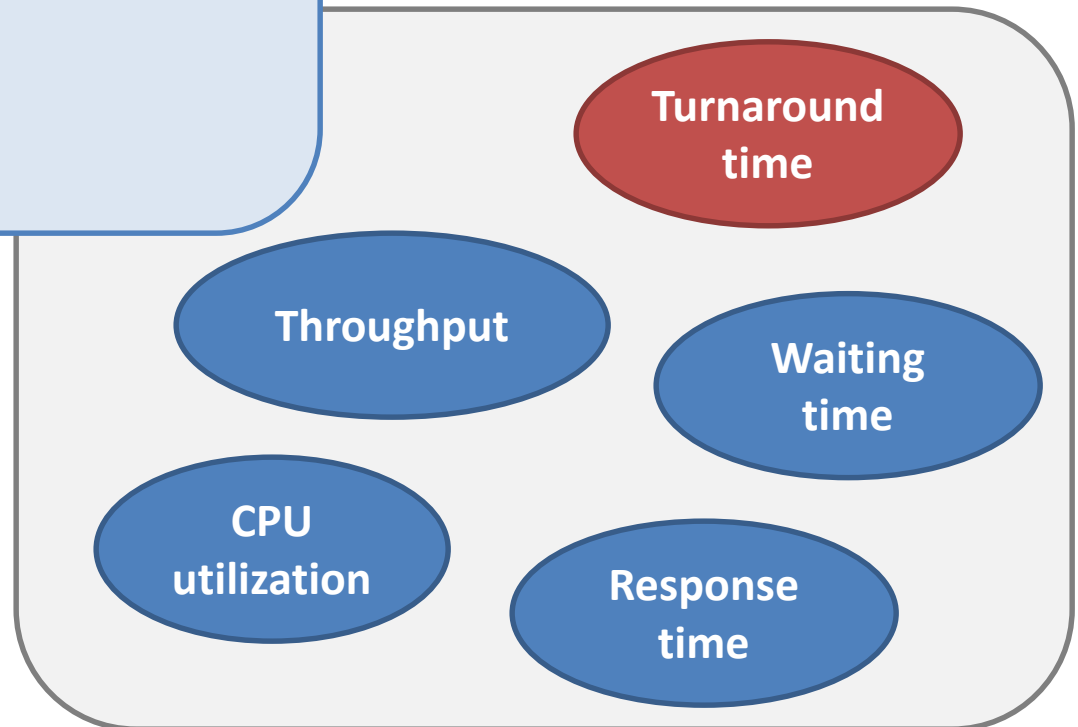 Turnaround
time
Throughput
Waiting
time
CPU
utilization
Response
time